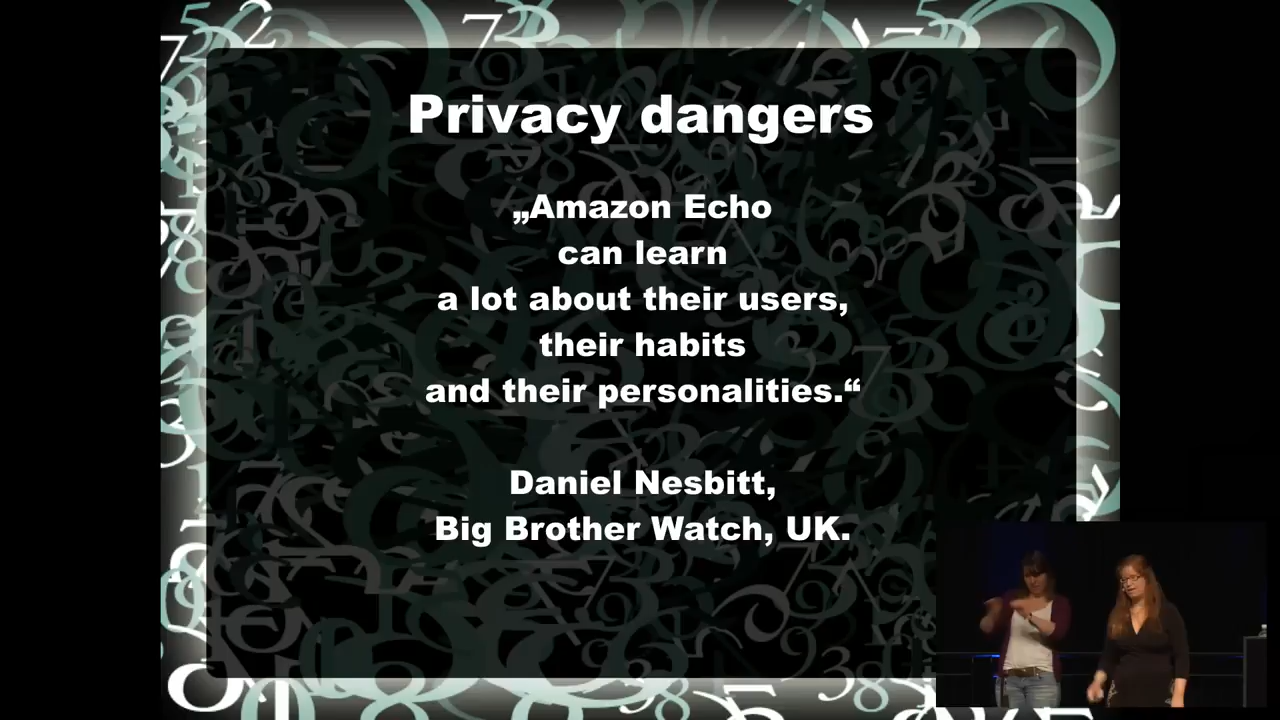 Privacy dangers
„Amazon Echo
can learn
a lot about their users,
their habits
and their personalities.“
Daniel Nesbitt,
Big Brother Watch, UK.